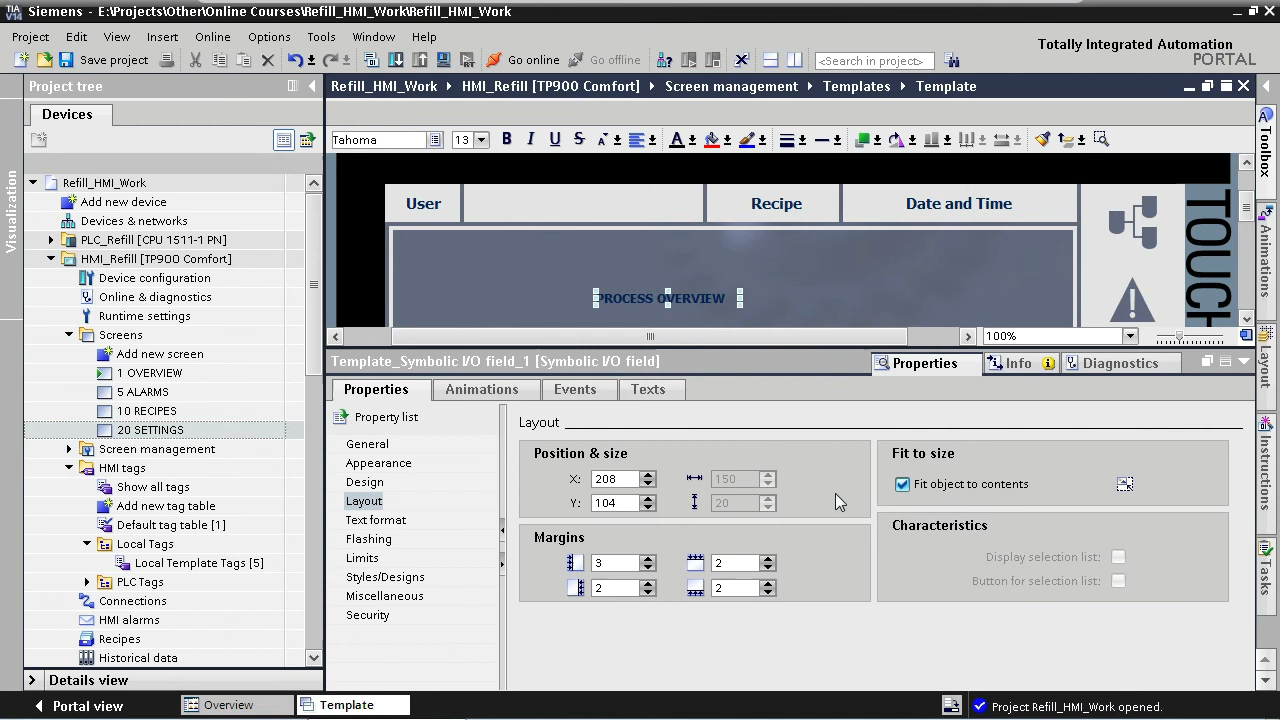 TIA
V14
Siemens - E:\Projects\Other\Online Courses\Refill_HMI_Work\Refill_HMI_Work
Project Edit View Insert Online Options Tools Window Help
Totally Integrated Automation
PORTAL
Save project
Go online
Go offline
<Search in project>
Project tree
Refill_HMI_Work HMI_Refill [TP900 Comfort] Screen management Templates Template
Devices
Visualization
Refill_HMI_Work
Add new device
Devices & networks
PLC_Refill [CPU 1511-1 PN]
HMI_Refill [TP900 Comfort]
Device configuration
Online & diagnostics
Runtime settings
Screens
Add new screen
1 OVERVIEW
5 ALARMS
10 RECIPES
20 SETTINGS
Screen management
HMI tags
Show all tags
Add new tag table
Default tag table [1]
Local Tags
Local Template Tags [5]
PLC Tags
Connections
HMI alarms
Recipes
Historical data
Details view
Tahoma
13
B I U S A
User
Recipe
Date and Time
PROCESS OVERVIEW
TOUCH
100%
Template_Symbolic I/O field_1 [Symbolic I/O field]
Properties Info Diagnostics
Properties Animations Events Texts
Property list
General
Appearance
Design
Layout
Text format
Flashing
Limits
Styles/Designs
Miscellaneous
Security
Layout
Position & size
X: 208 150
Y: 104 20
Margins
3 2
2 2
Fit to size
Fit object to contents
Characteristics
Display selection list:
Button for selection list:
Toolbox
Animations
Layout
Instructions
Tasks
Portal view
Overview
Template
Project Refill_HMI_Work opened.